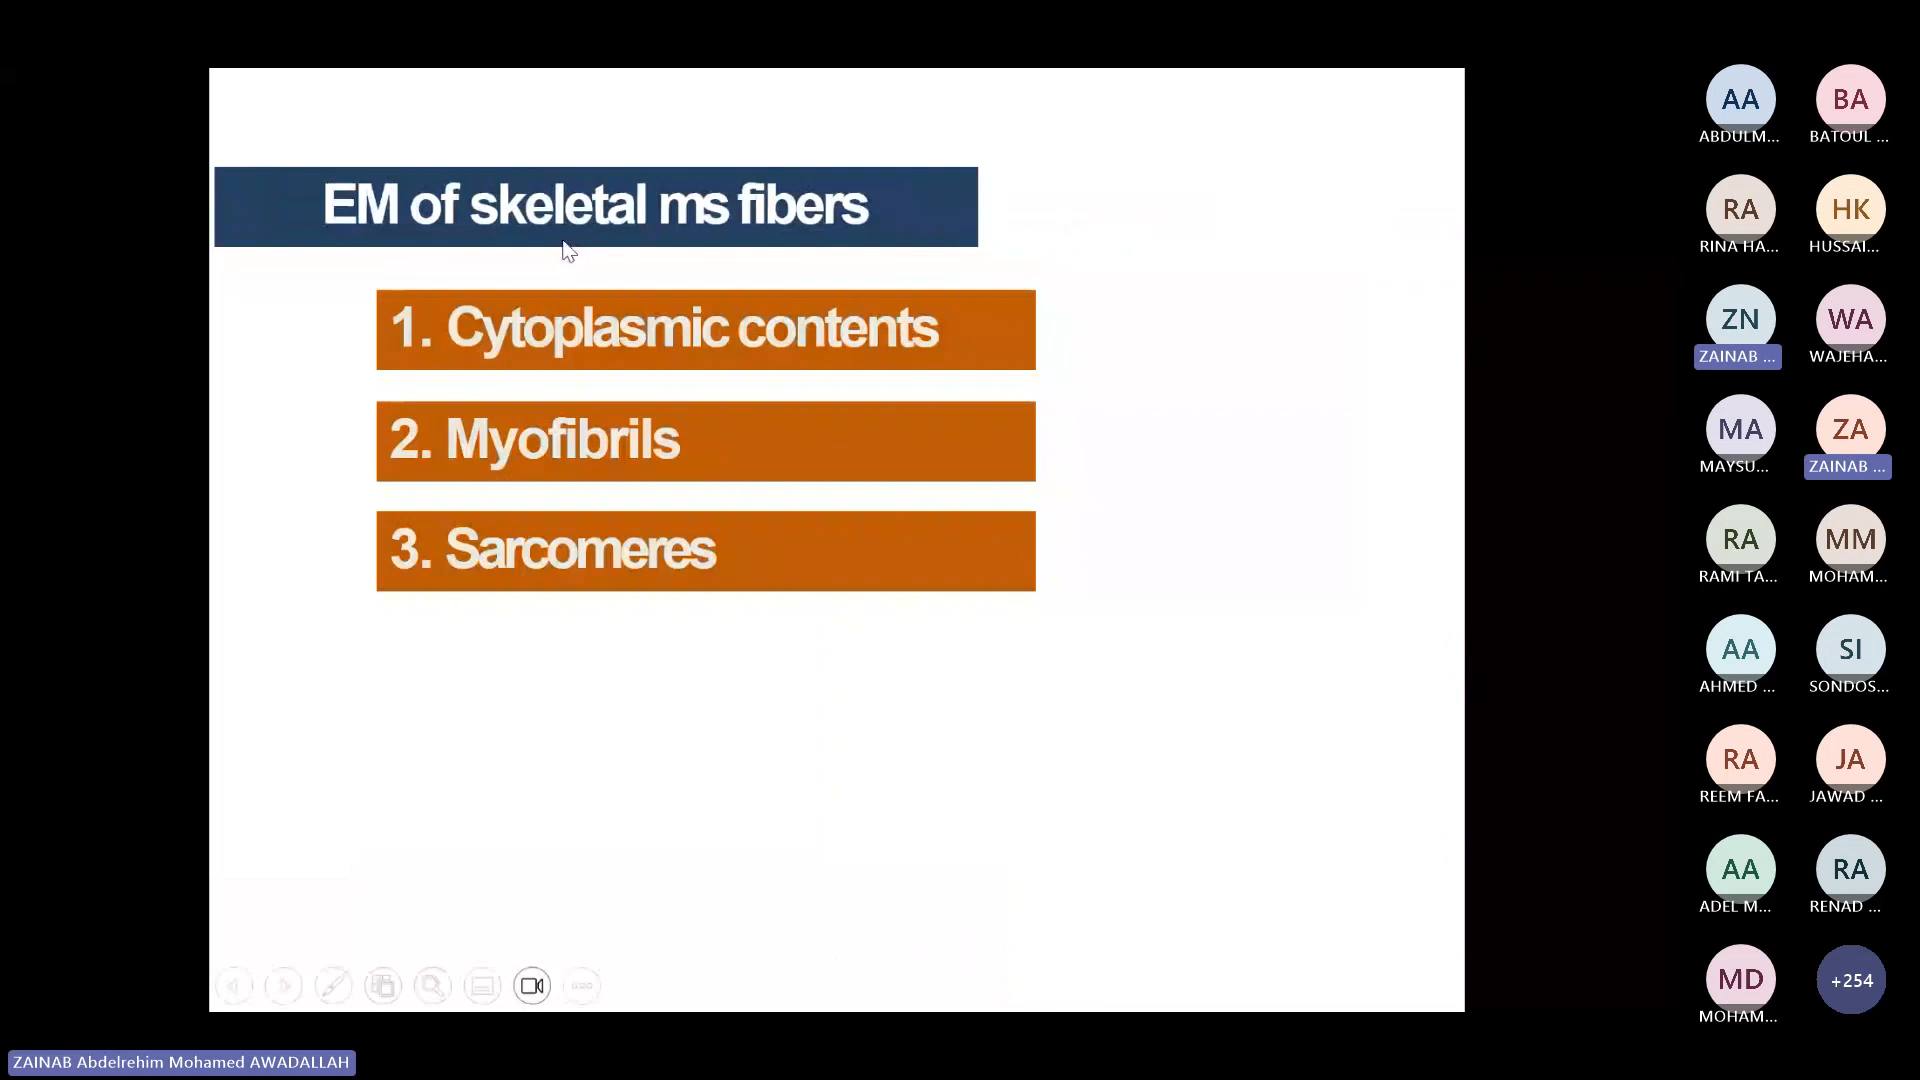 EM of skeletal ms fibers
1. Cytoplasmic contents
2. Myofibrils
3. Sarcomeres
AA
BA
ABDULM...
BATOUL ...
RA
HK
RINA HA...
HUSSAI...
ZN
WA
ZAINAB ...
WAJEHA...
MA
ZA
MAYSU...
ZAINAB ...
RA
MM
RAMI TA...
MOHAM...
AA
SI
AHMED ...
SONDOS...
RA
JA
REEM FA...
JAWAD ...
AA
RA
ADEL M...
RENAD ...
MD
+254
MOHAM...
ZAINAB Abdelrehim Mohamed AWADALLAH